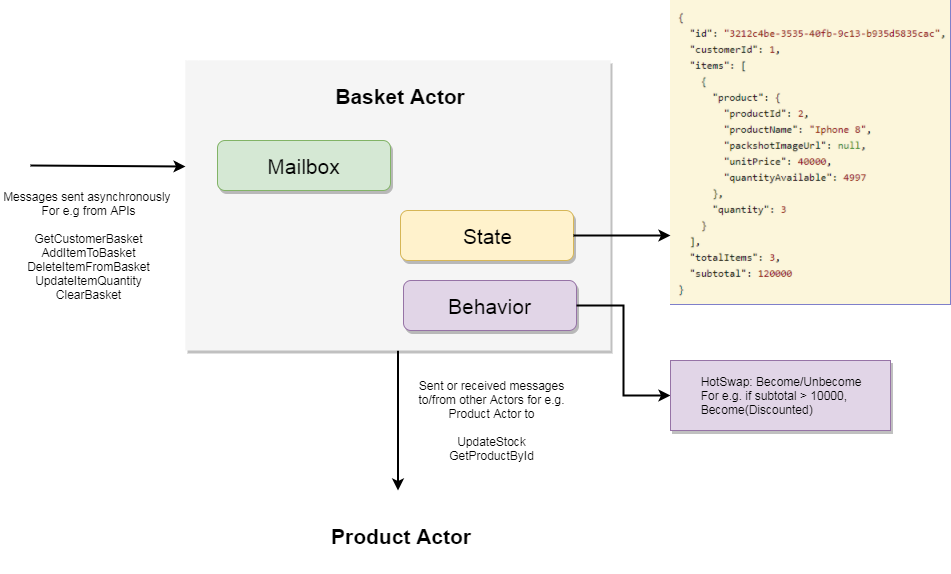 Basket Actor
Mailbox
State
Behavior
Messages sent asynchronously
For e.g from APIs
GetCustomerBasket
AddItemToBasket
DeleteItemFromBasket
UpdateItemQuantity
ClearBasket
{
"id": "3212c4be-3535-40fb-9c13-b935d5835cac",
"customerId": 1,
"items": [
{
"product": {
"productId": 2,
"productName": "Iphone 8",
"packshotImageUrl": null,
"unitPrice": 40000,
"quantityAvailable": 4997
},
"quantity": 3
}
],
"totalItems": 3,
"subtotal": 120000
}
HotSwap: Become/Unbecome
For e.g. if subtotal > 10000,
Become(Discounted)
Sent or received messages
to/from other Actors for e.g.
Product Actor to
UpdateStock
GetProductById
Product Actor